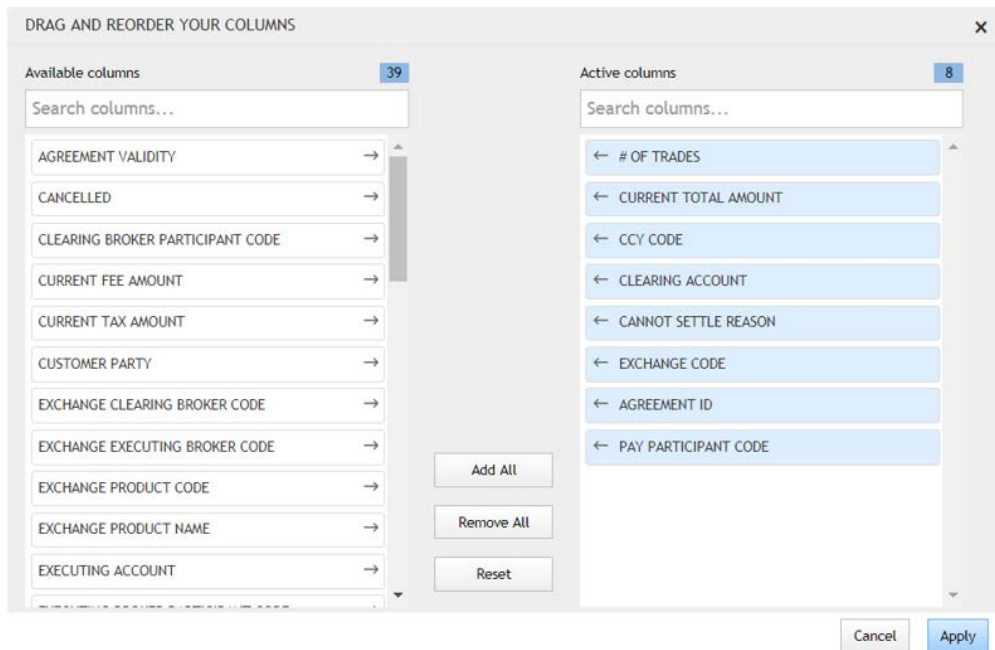 DRAG AND REORDER YOUR COLUMNS
×
Available columns
39
Search columns...
AGREEMENT VALIDITY →
CANCELLED →
CLEARING BROKER PARTICIPANT CODE →
CURRENT FEE AMOUNT →
CURRENT TAX AMOUNT →
CUSTOMER PARTY →
EXCHANGE CLEARING BROKER CODE →
EXCHANGE EXECUTING BROKER CODE →
EXCHANGE PRODUCT CODE →
EXCHANGE PRODUCT NAME →
EXECUTING ACCOUNT →
Add All
Remove All
Reset
Active columns
8
Search columns...
← # OF TRADES
← CURRENT TOTAL AMOUNT
← CCY CODE
← CLEARING ACCOUNT
← CANNOT SETTLE REASON
← EXCHANGE CODE
← AGREEMENT ID
← PAY PARTICIPANT CODE
Cancel
Apply